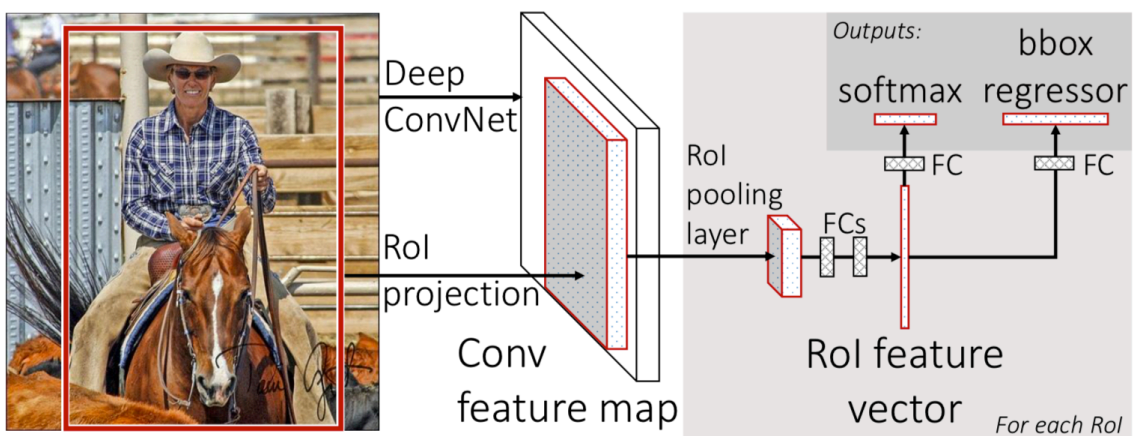 Deep
ConvNet
RoI
projection
Conv
feature map
RoI
pooling
layer
FCs
Outputs:
softmax
bbox
regressor
FC
FC
RoI feature
vector
For each RoI